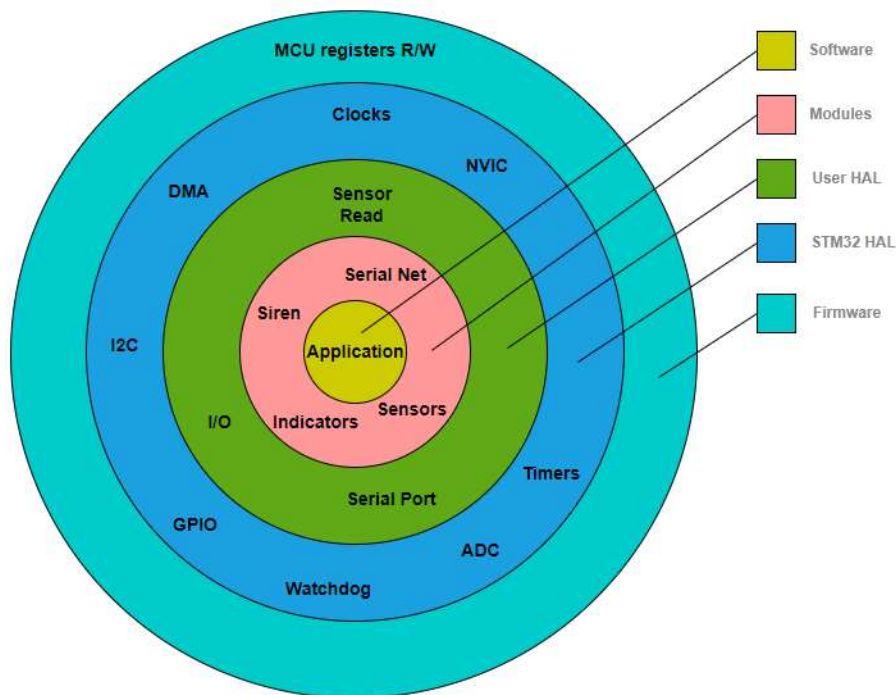 MCU registers R/W
Software
Clocks
Modules
NVIC
DMA
Sensor
Read
User HAL
STM32 HAL
Serial Net
Siren
Firmware
I2C
Application
I/O
Indicators
Sensors
Timers
Serial Port
GPIO
ADC
Watchdog